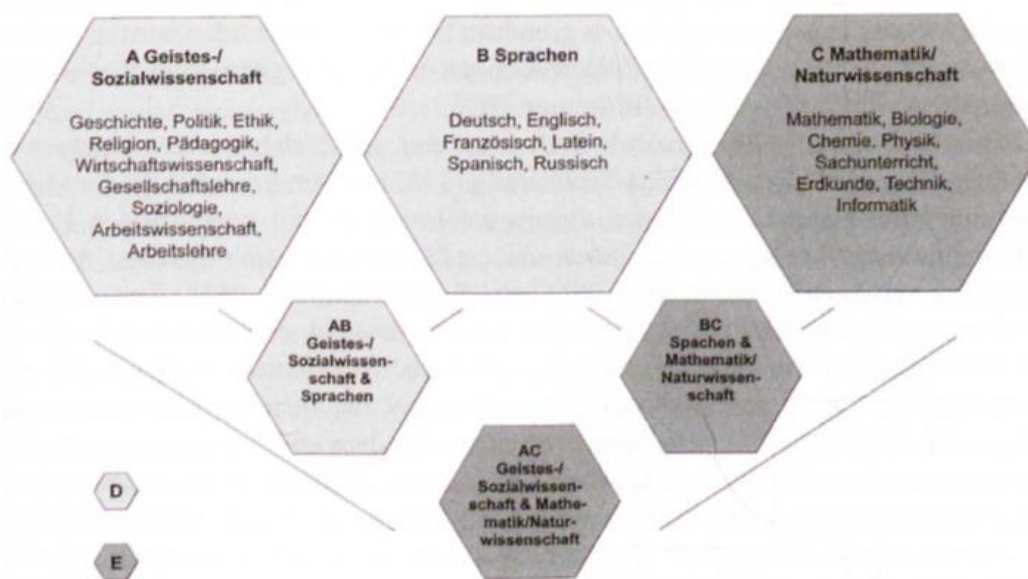 A Geistes-/
Sozialwissenschaft
Geschichte, Politik, Ethik,
Religion, Pädagogik,
Wirtschaftswissenschaft,
Gesellschaftslehre,
Soziologie,
Arbeitswissenschaft,
Arbeitslehre
B Sprachen
Deutsch, Englisch,
Französisch, Latein,
Spanisch, Russisch
C Mathematik/
Naturwissenschaft
Mathematik, Biologie,
Chemie, Physik,
Sachunterricht,
Erdkunde, Technik,
Informatik
AB
Geistes-/
Sozialwissen-
schaft &
Sprachen
BC
Spachen &
Mathematik/
Naturwissen-
schaft
AC
Geistes-/
Sozialwissen-
schaft & Mathe-
matik/Natur-
wissenschaft
D
E